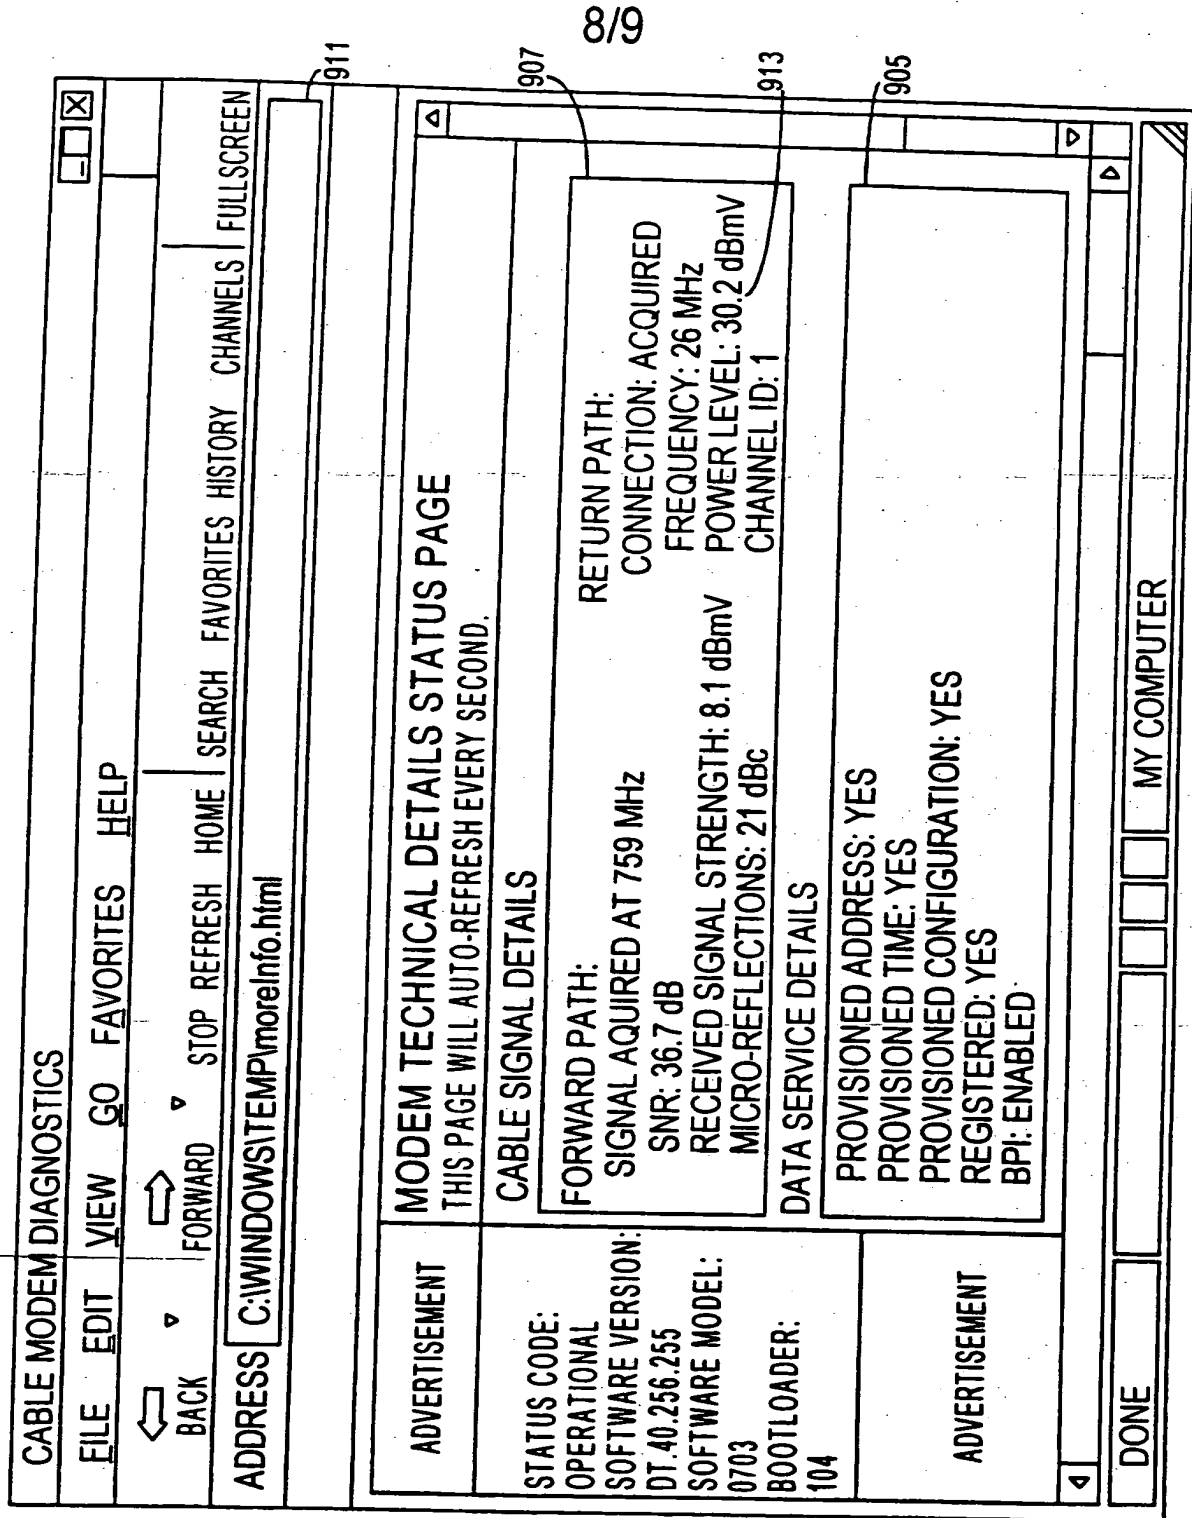 8/9
CABLE MODEM DIAGNOSTICS
FILE EDIT VIEW GO FAVORITES HELP
BACK FORWARD STOP REFRESH HOME SEARCH FAVORITES HISTORY CHANNELS FULLSCREEN
ADDRESS C:\WINDOWS\TEMP\moreInfo.html
911
ADVERTISEMENT
STATUS CODE:
OPERATIONAL
SOFTWARE VERSION:
DT.40.256.255
SOFTWARE MODEL:
0703
BOOTLOADER:
104
ADVERTISEMENT
MODEM TECHNICAL DETAILS STATUS PAGE
THIS PAGE WILL AUTO-REFRESH EVERY SECOND.
CABLE SIGNAL DETAILS
907
FORWARD PATH:
SIGNAL AQUIRED AT 759 MHz
SNR: 36.7 dB
RECEIVED SIGNAL STRENGTH: 8.1 dBmV
MICRO-REFLECTIONS: 21 dBc
RETURN PATH:
CONNECTION: ACQUIRED
FREQUENCY: 26 MHz
POWER LEVEL: 30.2 dBmV
CHANNEL ID: 1
913
DATA SERVICE DETAILS
905
PROVISIONED ADDRESS: YES
PROVISIONED TIME: YES
PROVISIONED CONFIGURATION: YES
REGISTERED: YES
BPI: ENABLED
DONE
MY COMPUTER